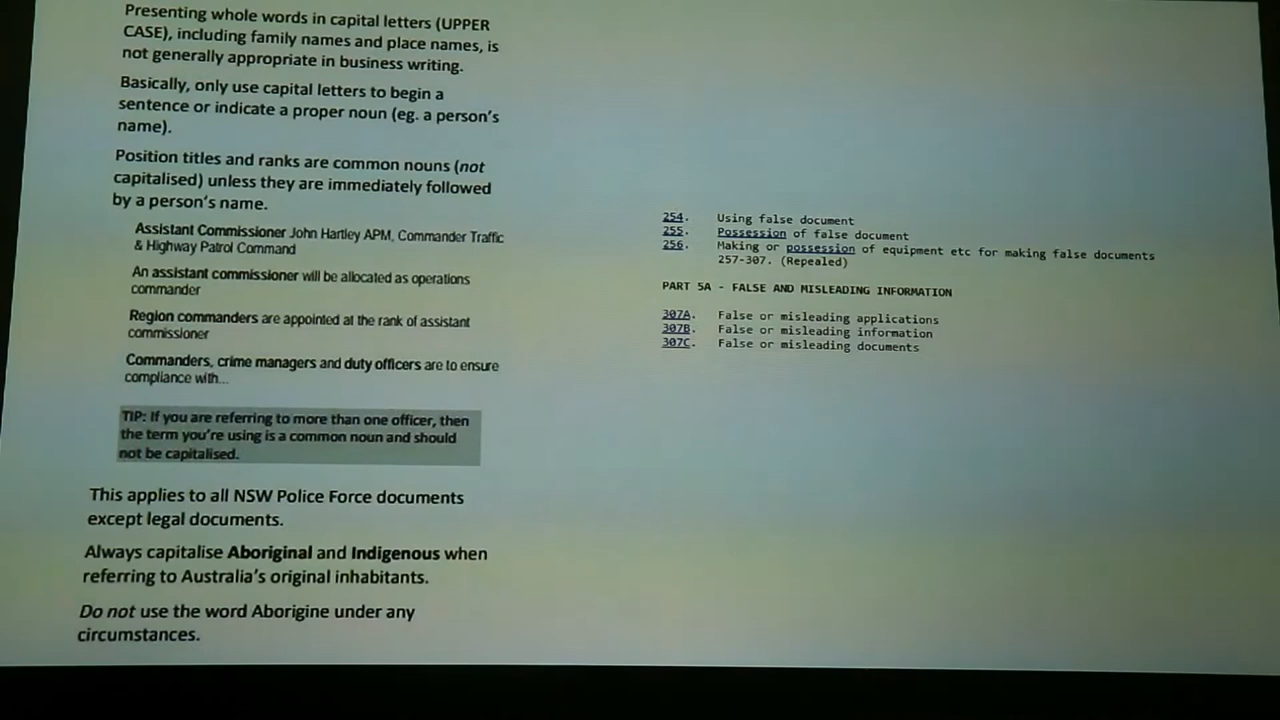 Presenting whole words in capital letters (UPPER
CASE), including family names and place names, is
not generally appropriate in business writing.
Basically, only use capital letters to begin a
sentence or indicate a proper noun (eg. a person's
name).
Position titles and ranks are common nouns (not
capitalised) unless they are immediately followed
by a person's name.
Assistant Commissioner John Hartley APM, Commander Traffic
& Highway Patrol Command
An assistant commissioner will be allocated as operations
commander
Region commanders are appointed at the rank of assistant
commissioner
Commanders, crime managers and duty officers are to ensure
compliance with...
TIP: If you are referring to more than one officer, then
the term you're using is a common noun and should
not be capitalised.
This applies to all NSW Police Force documents
except legal documents.
Always capitalise Aboriginal and Indigenous when
referring to Australia's original inhabitants.
Do not use the word Aborigine under any
circumstances.
254. Using false document
255. Possession of false document
256. Making or possession of equipment etc for making false documents
257-307. (Repealed)
PART 5A - FALSE AND MISLEADING INFORMATION
307A. False or misleading applications
307B. False or misleading information
307C. False or misleading documents